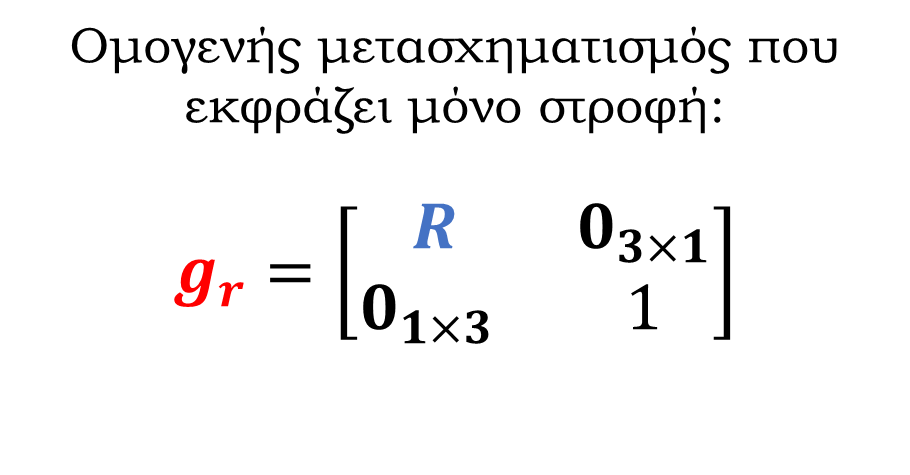 Ομογενής μετασχηματισμός που
εκφράζει μόνο στροφή:
g_r = [ R 0_{3×1}
0_{1×3} 1 ]